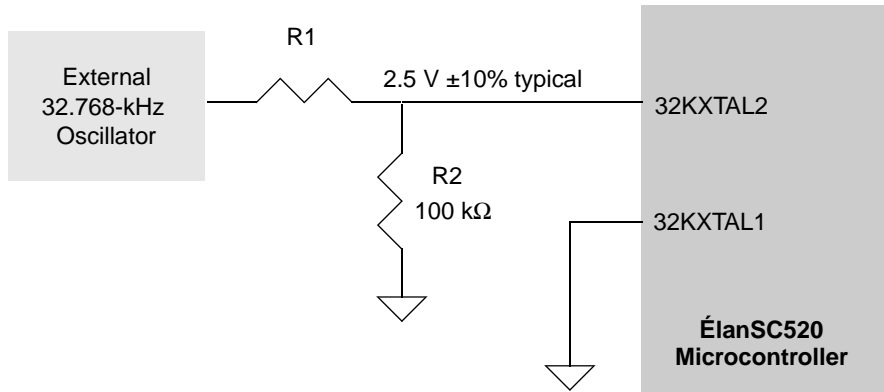 R1
External
32.768-kHz
Oscillator
2.5 V ±10% typical
32KXTAL2
R2
100 kΩ
32KXTAL1
ÉlanSC520
Microcontroller